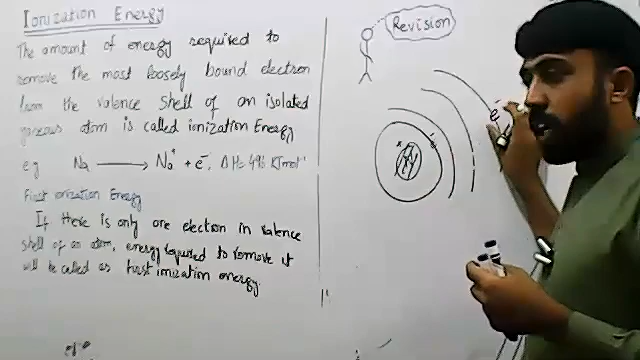 Ionization Energy
The amount of energy required to
remove the most loosely bound electron
from the valence shell of an isolated
gaseous atom is called ionization Energy
e.g Na ⟶ Na⁺ + e⁻, ΔH = 496 KJmol⁻¹
First ionization Energy
If there is only one electron in valence
shell of an atom, energy required to remove it
will be called as first ionization energy.
Revision
e⁻